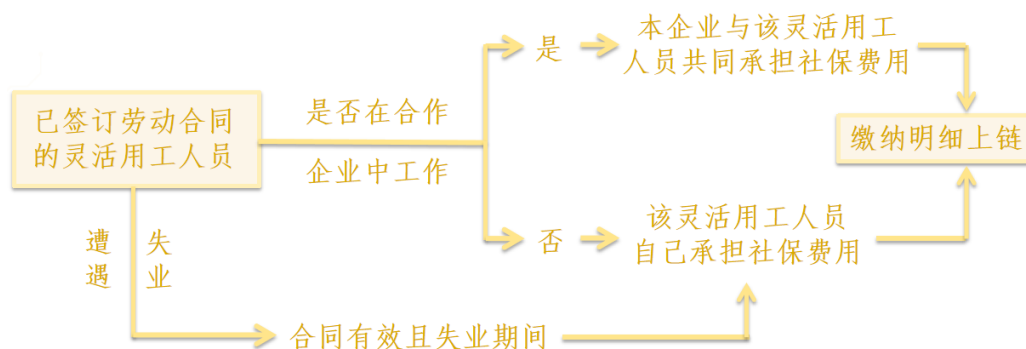 已签订劳动合同
的灵活用工人员
是否在合作
企业中工作
是
本企业与该灵活用工
人员共同承担社保费用
否
该灵活用工人员
自己承担社保费用
缴纳明细上链
遭遇
失业
合同有效且失业期间